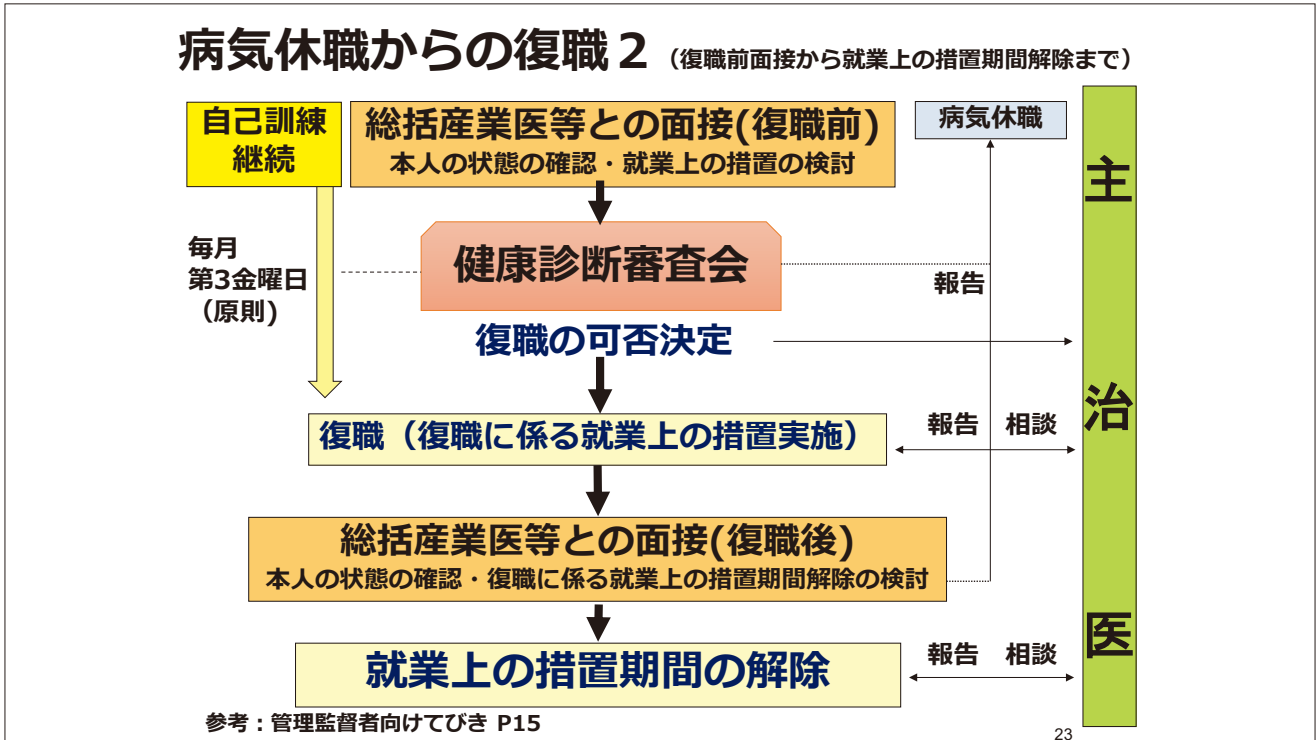 病気休職からの復職２（復職前面接から就業上の措置期間解除まで）
自己訓練
継続
総括産業医等との面接(復職前)
本人の状態の確認・就業上の措置の検討
病気休職
毎月
第3金曜日
（原則)
健康診断審査会
報告
復職の可否決定
復職（復職に係る就業上の措置実施）
報告　相談
総括産業医等との面接(復職後)
本人の状態の確認・復職に係る就業上の措置期間解除の検討
就業上の措置期間の解除
報告　相談
主
治
医
参考：管理監督者向けてびき P15
23